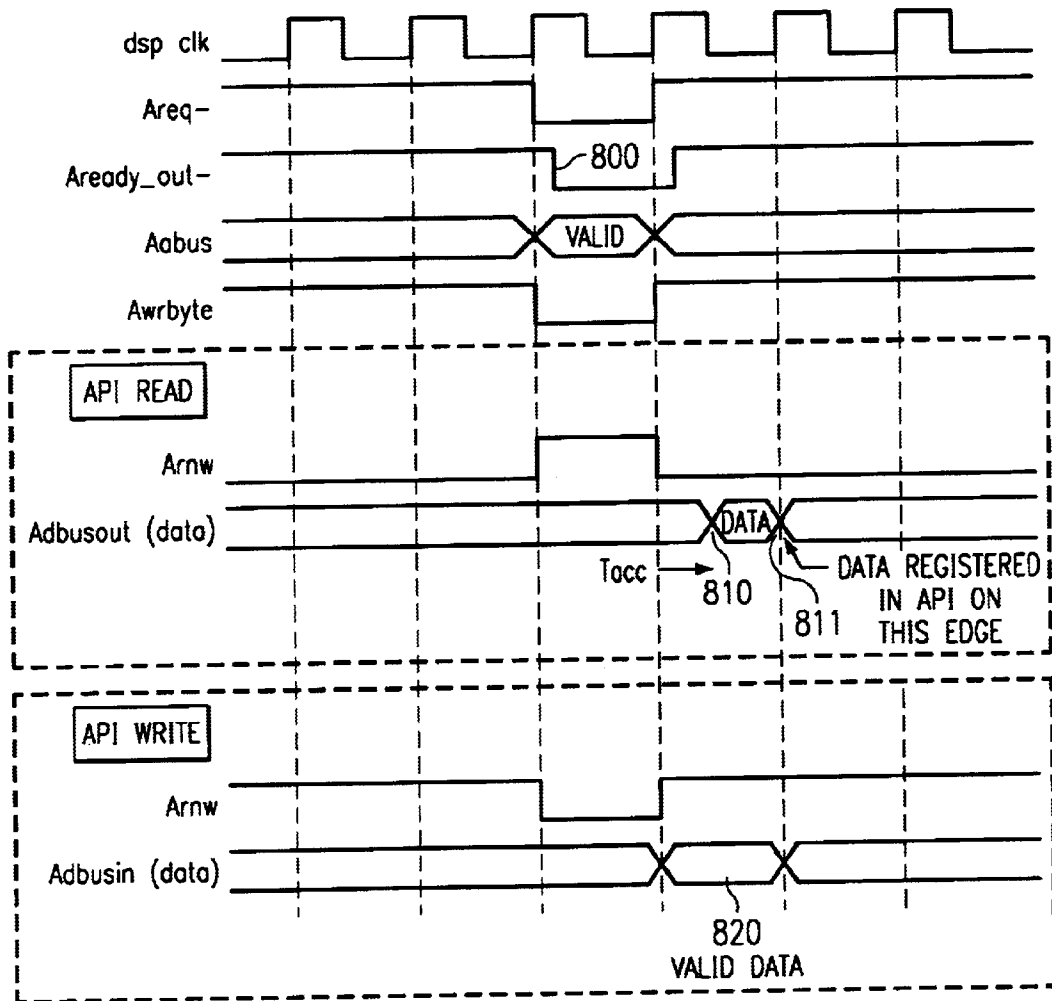 dsp clk
Areq-
Aready_out-
800
Aabus
VALID
Awrbyte
API READ
Arnw
Adbusout (data)
DATA
Tacc
810
811
DATA REGISTERED
IN API ON
THIS EDGE
API WRITE
Arnw
Adbusin (data)
820
VALID DATA